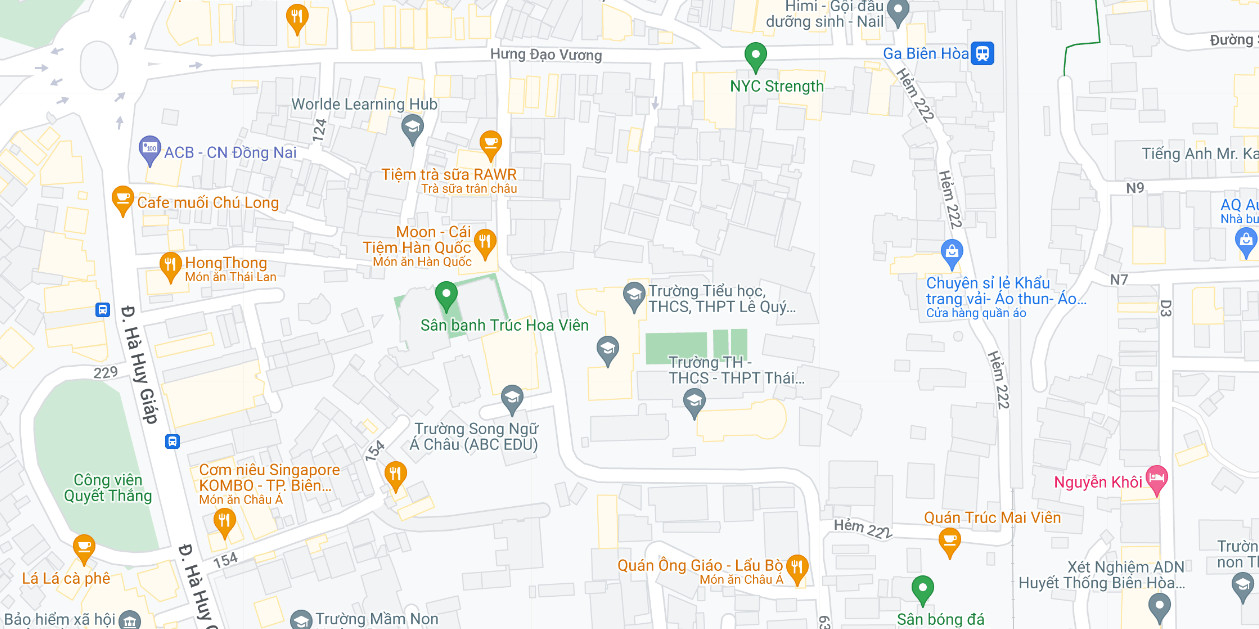 Himi - Gội đầu
dưỡng sinh - Nail
Hưng Đạo Vương
Ga Biên Hòa
Đường
NYC Strength
Hẻm 222
Worlde Learning Hub
124
ACB - CN Đồng Nai
Tiếng Anh Mr. Ka
Tiệm trà sữa RAWR
Trà sữa trân châu
Hẻm 222
N9
Cafe muối Chú Long
AQ Au
Nhà bu
Moon - Cái
Tiệm Hàn Quốc
Món ăn Hàn Quốc
HongThong
Món ăn Thái Lan
N7
Chuyên sỉ lẻ Khẩu
trang vải- Áo thun- Áo...
Cửa hàng quần áo
Trường Tiểu học,
THCS, THPT Lê Quý...
D3
Đ. Hà Huy Giáp
Sân banh Trúc Hoa Viên
Trường TH -
THCS - THPT Thái...
229
Hẻm 222
Trường Song Ngữ
Á Châu (ABC EDU)
154
Cơm niêu Singapore
KOMBO - TP. Biên...
Món ăn Châu Á
Công viên
Quyết Thắng
Nguyễn Khôi
Quán Trúc Mai Viên
Hẻm 222
154
Đ. Hà Huy G
Lá Lá cà phê
Quán Ông Giáo - Lẩu Bò
Món ăn Châu Á
Trườn
non Th
Xét Nghiệm ADN
Huyết Thống Biên Hòa...
Bảo hiểm xã hội
Trường Mầm Non
63
Sân bóng đá